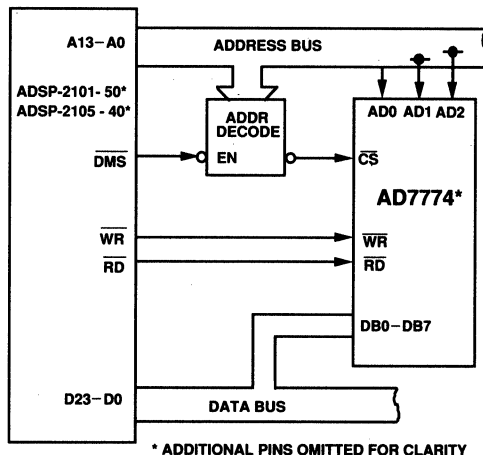 A13–A0
ADDRESS BUS
ADSP-2101-50*
ADSP-2105-40*
ADDR
DECODE
EN
DMS
AD0 AD1 AD2
CS
AD7774*
WR
WR
RD
RD
DB0–DB7
D23–D0
DATA BUS
* ADDITIONAL PINS OMITTED FOR CLARITY